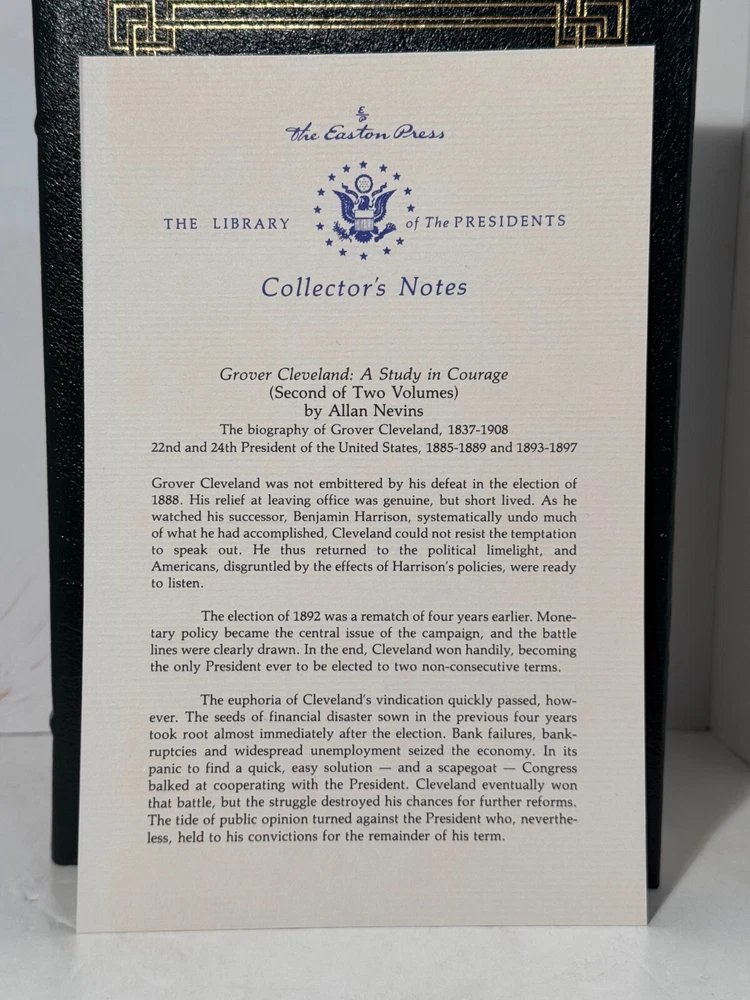 E/P
The Easton Press
THE LIBRARY of The PRESIDENTS
Collector's Notes
Grover Cleveland: A Study in Courage
(Second of Two Volumes)
by Allan Nevins
The biography of Grover Cleveland, 1837-1908
22nd and 24th President of the United States, 1885-1889 and 1893-1897
Grover Cleveland was not embittered by his defeat in the election of
1888. His relief at leaving office was genuine, but short lived. As he
watched his successor, Benjamin Harrison, systematically undo much
of what he had accomplished, Cleveland could not resist the temptation
to speak out. He thus returned to the political limelight, and
Americans, disgruntled by the effects of Harrison's policies, were ready
to listen.
The election of 1892 was a rematch of four years earlier. Mone-
tary policy became the central issue of the campaign, and the battle
lines were clearly drawn. In the end, Cleveland won handily, becoming
the only President ever to be elected to two non-consecutive terms.
The euphoria of Cleveland's vindication quickly passed, how-
ever. The seeds of financial disaster sown in the previous four years
took root almost immediately after the election. Bank failures, bank-
ruptcies and widespread unemployment seized the economy. In its
panic to find a quick, easy solution — and a scapegoat — Congress
balked at cooperating with the President. Cleveland eventually won
that battle, but the struggle destroyed his chances for further reforms.
The tide of public opinion turned against the President who, neverthe-
less, held to his convictions for the remainder of his term.